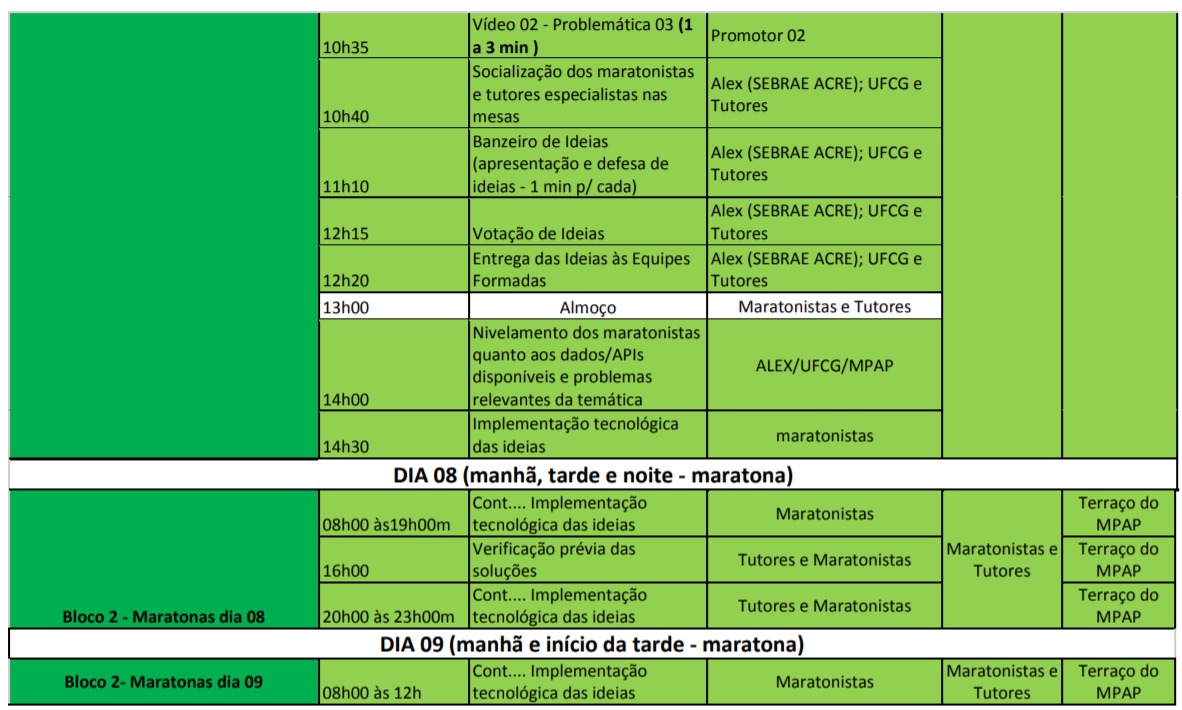 10h35
Vídeo 02 - Problemática 03 (1
a 3 min )
Promotor 02
10h40
Socialização dos maratonistas
e tutores especialistas nas
mesas
Alex (SEBRAE ACRE); UFCG e
Tutores
11h10
Banzeiro de Ideias
(apresentação e defesa de
ideias - 1 min p/ cada)
Alex (SEBRAE ACRE); UFCG e
Tutores
12h15
Votação de Ideias
Alex (SEBRAE ACRE); UFCG e
Tutores
12h20
Entrega das Ideias às Equipes
Formadas
Alex (SEBRAE ACRE); UFCG e
Tutores
13h00
Almoço
Maratonistas e Tutores
14h00
Nivelamento dos maratonistas
quanto aos dados/APIs
disponíveis e problemas
relevantes da temática
ALEX/UFCG/MPAP
14h30
Implementação tecnológica
das ideias
maratonistas
DIA 08 (manhã, tarde e noite - maratona)
Bloco 2 - Maratonas dia 08
08h00 às19h00m
Cont.... Implementação
tecnológica das ideias
Maratonistas
Maratonistas e
Tutores
Terraço do
MPAP
16h00
Verificação prévia das
soluções
Tutores e Maratonistas
Terraço do
MPAP
20h00 às 23h00m
Cont.... Implementação
tecnológica das ideias
Tutores e Maratonistas
Terraço do
MPAP
DIA 09 (manhã e início da tarde - maratona)
Bloco 2- Maratonas dia 09
08h00 às 12h
Cont.... Implementação
tecnológica das ideias
Maratonistas
Maratonistas e
Tutores
Terraço do
MPAP